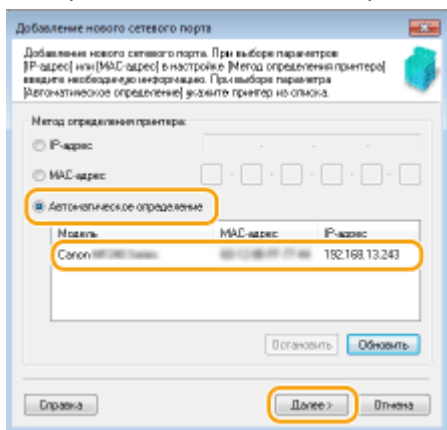 Добавление нового сетевого порта
Добавление нового сетевого порта. При выборе параметров
[IP-адрес] или [MAC-адрес] в настройке [Метод определения принтера]
введите необходимую информацию. При выборе параметра
[Автоматическое определение] укажите принтер из списка.
Метод определения принтера:
IP-адрес:
MAC-адрес:
Автоматическое определение
Модель MAC-адрес IP-адрес
Canon 192.168.13.243
Остановить Обновить
Справка Далее > Отмена